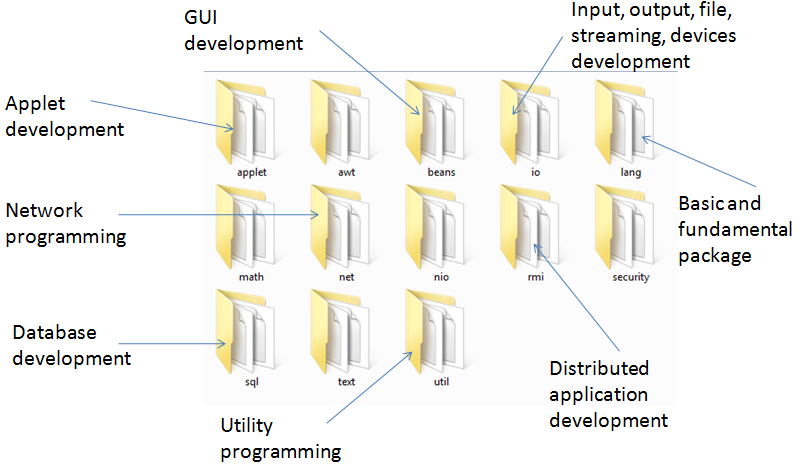 GUI
development
Input, output, file,
streaming, devices
development
Applet
development
applet
awt
beans
io
lang
Network
programming
Basic and
fundamental
package
math
net
nio
rmi
security
Database
development
sql
text
util
Distributed
application
development
Utility
programming